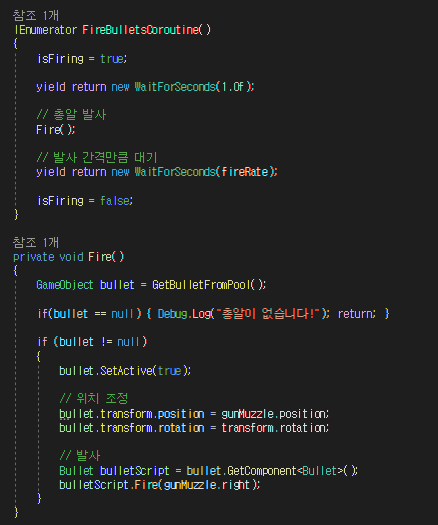 참조 1개
IEnumerator FireBulletsCoroutine()
{
isFiring = true;
yield return new WaitForSeconds(1.0f);
// 총알 발사
Fire();
// 발사 간격만큼 대기
yield return new WaitForSeconds(fireRate);
isFiring = false;
}
참조 1개
private void Fire()
{
GameObject bullet = GetBulletFromPool();
if(bullet == null) { Debug.Log("총알이 없습니다!"); return; }
if (bullet != null)
{
bullet.SetActive(true);
// 위치 조정
bullet.transform.position = gunMuzzle.position;
bullet.transform.rotation = transform.rotation;
// 발사
Bullet bulletScript = bullet.GetComponent<Bullet>();
bulletScript.Fire(gunMuzzle.right);
}
}